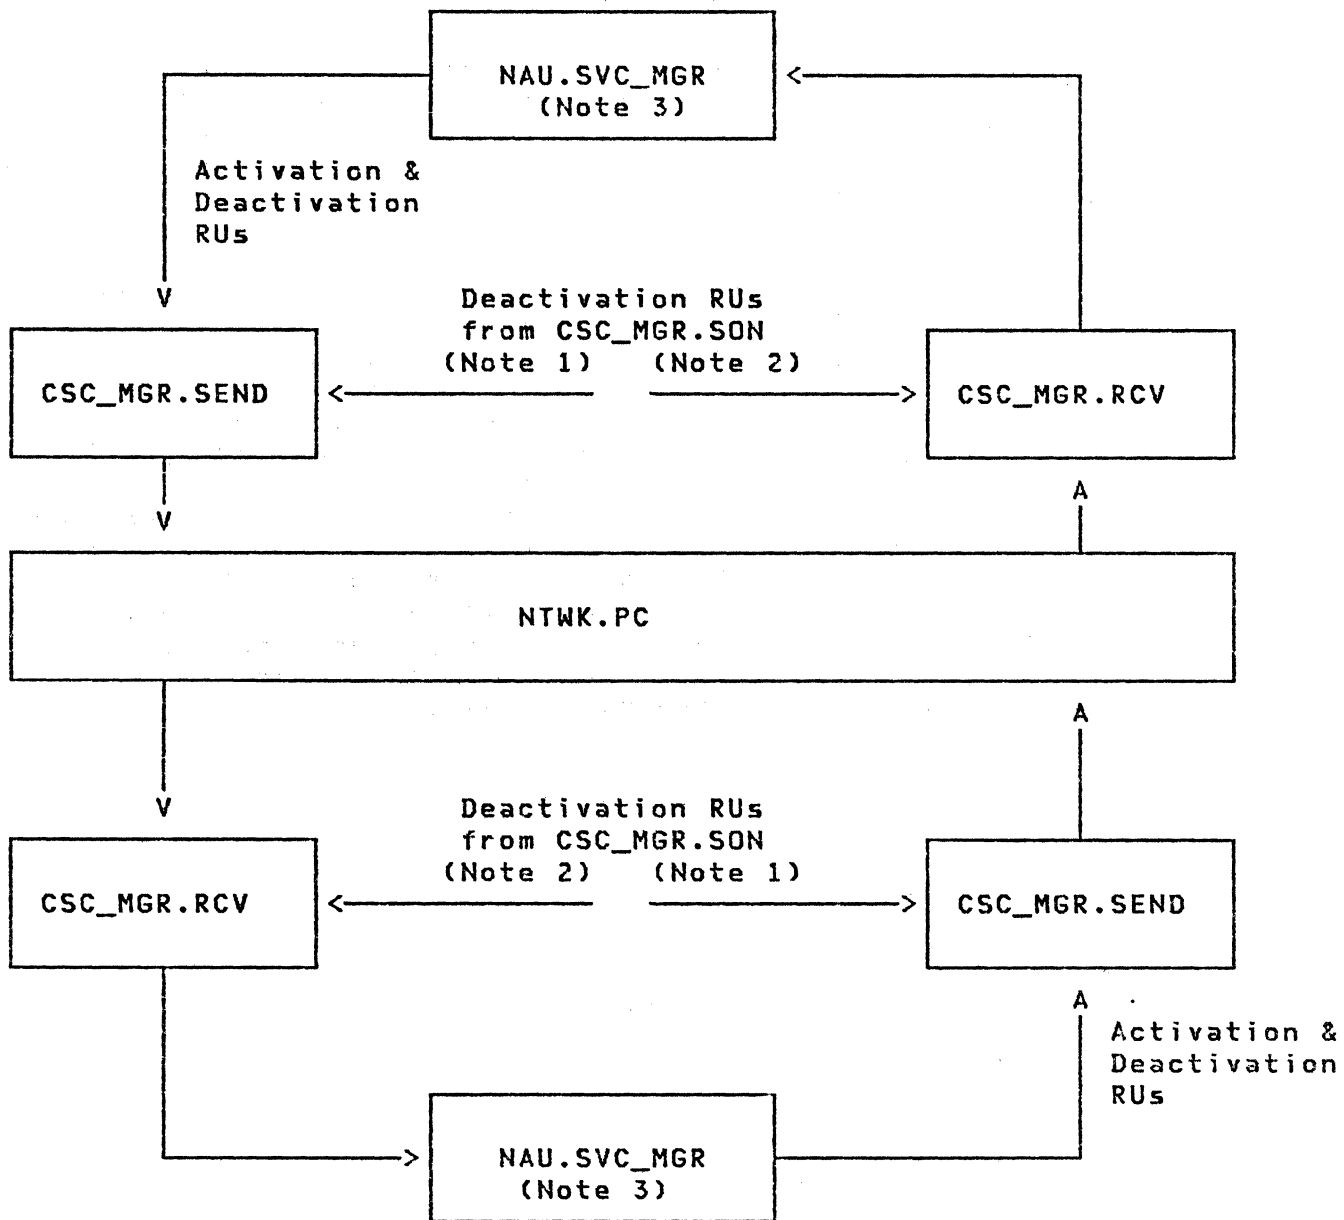 NAU.SVC_MGR
(Note 3)
Activation &
Deactivation
RUs
Deactivation RUs
from CSC_MGR.SON
(Note 1) (Note 2)
CSC_MGR.SEND
CSC_MGR.RCV
NTWK.PC
Deactivation RUs
from CSC_MGR.SON
(Note 2) (Note 1)
CSC_MGR.RCV
CSC_MGR.SEND
Activation &
Deactivation
RUs
NAU.SVC_MGR
(Note 3)